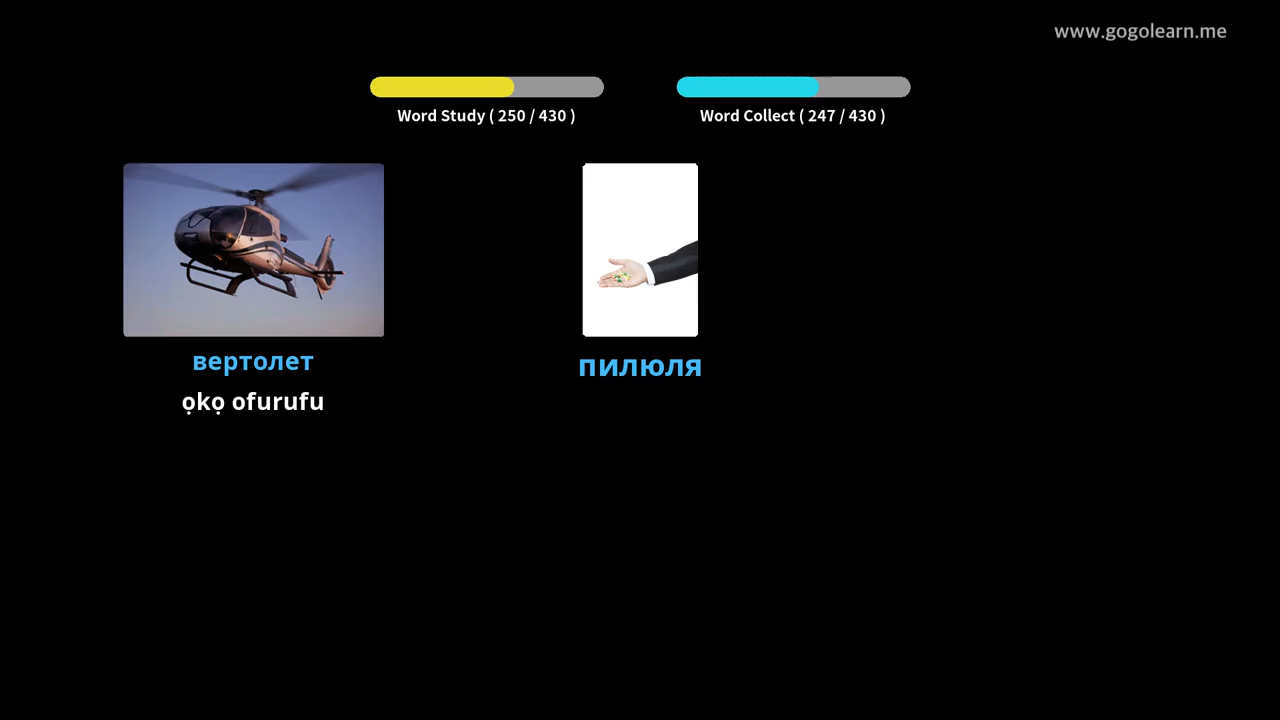 www.gogolearn.me
Word Study ( 250 / 430 )
Word Collect ( 247 / 430 )
вертолет
ọkọ ofurufu
пилюля